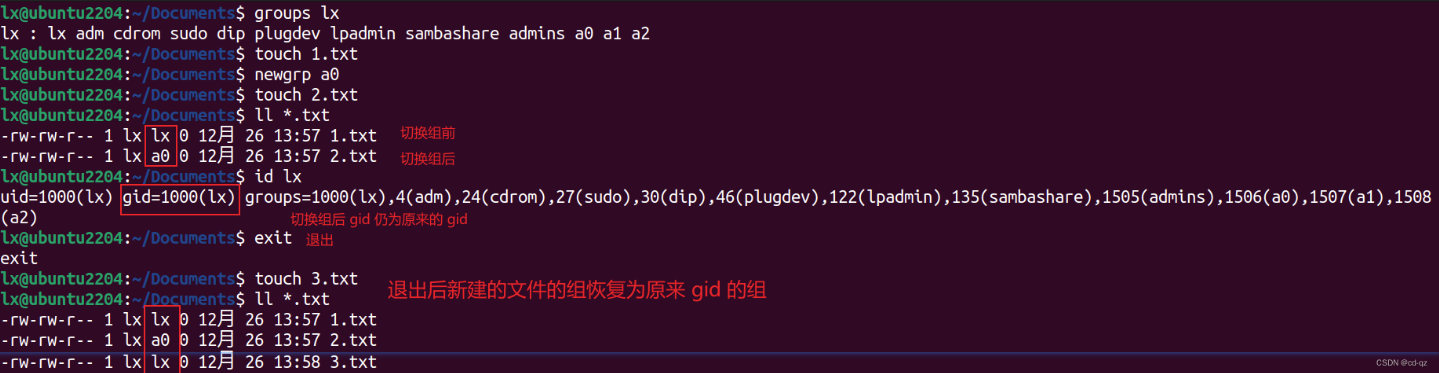 lx@ubuntu2204:~/Documents$ groups lx
lx : lx adm cdrom sudo dip plugdev lpadmin sambashare admins a0 a1 a2
lx@ubuntu2204:~/Documents$ touch 1.txt
lx@ubuntu2204:~/Documents$ newgrp a0
lx@ubuntu2204:~/Documents$ touch 2.txt
lx@ubuntu2204:~/Documents$ ll *.txt
-rw-rw-r-- 1 lx lx 0 12月 26 13:57 1.txt 切换组前
-rw-rw-r-- 1 lx a0 0 12月 26 13:57 2.txt 切换组后
lx@ubuntu2204:~/Documents$ id lx
uid=1000(lx) gid=1000(lx) groups=1000(lx),4(adm),24(cdrom),27(sudo),30(dip),46(plugdev),122(lpadmin),135(sambashare),1505(admins),1506(a0),1507(a1),1508
(a2) 切换组后 gid 仍为原来的 gid
lx@ubuntu2204:~/Documents$ exit 退出
exit
lx@ubuntu2204:~/Documents$ touch 3.txt
lx@ubuntu2204:~/Documents$ ll *.txt 退出后新建的文件的组恢复为原来 gid 的组
-rw-rw-r-- 1 lx lx 0 12月 26 13:57 1.txt
-rw-rw-r-- 1 lx a0 0 12月 26 13:57 2.txt
-rw-rw-r-- 1 lx lx 0 12月 26 13:58 3.txt
CSDN @cd-qz